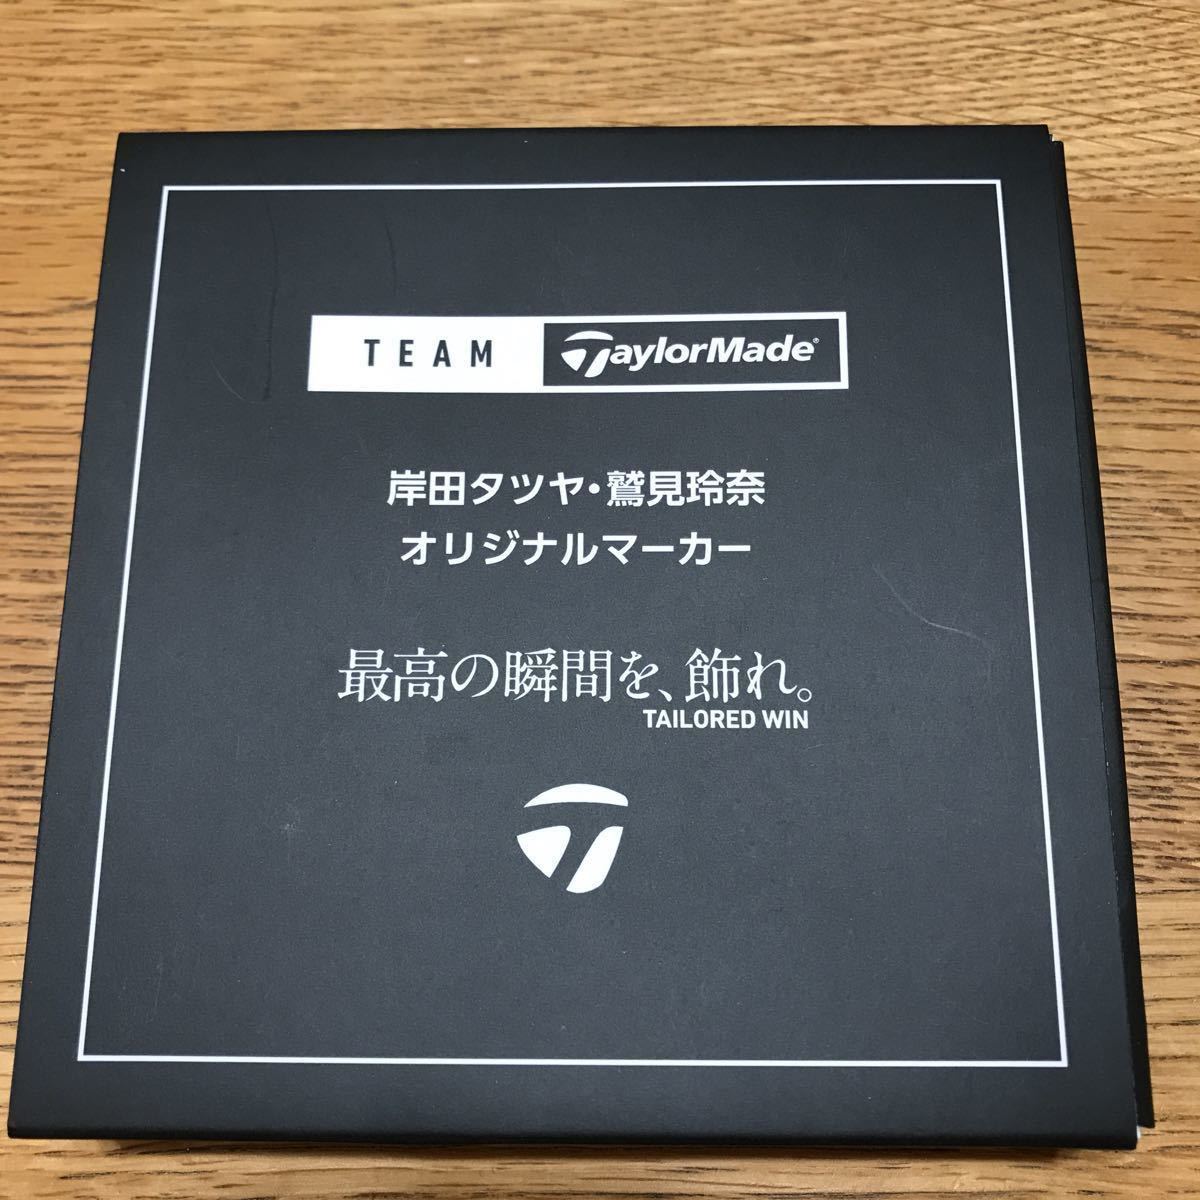 TEAM TaylorMade®
岸田タツヤ・鷲見玲奈
オリジナルマーカー
最高の瞬間を、飾れ。
TAILORED WIN